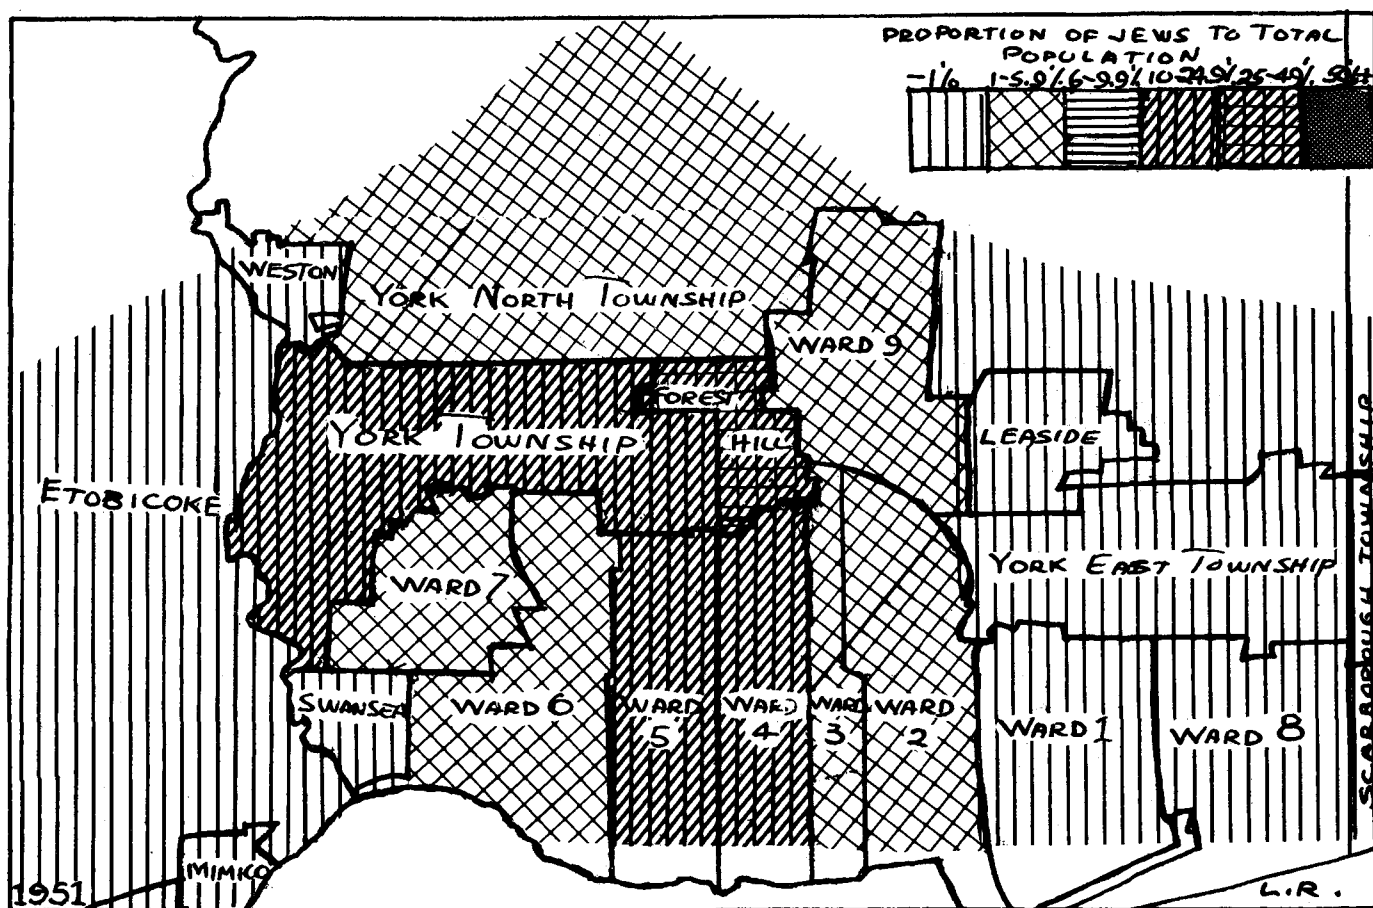 PROPORTION OF JEWS TO TOTAL
POPULATION
-1% 1-5.9% 6-9.9% 10-24.9% 25-49% 50%+
WESTON
YORK NORTH TOWNSHIP
WARD 9
FOREST
HILL
YORK TOWNSHIP
LEASIDE
ETOBICOKE
WARD 7
YORK EAST TOWNSHIP
SCARBOROUGH TOWNSHIP
SWANSEA
WARD 6
WARD
5
WARD
4
WARD
3
WARD
2
WARD 1
WARD 8
MIMICO
1951
L.R.